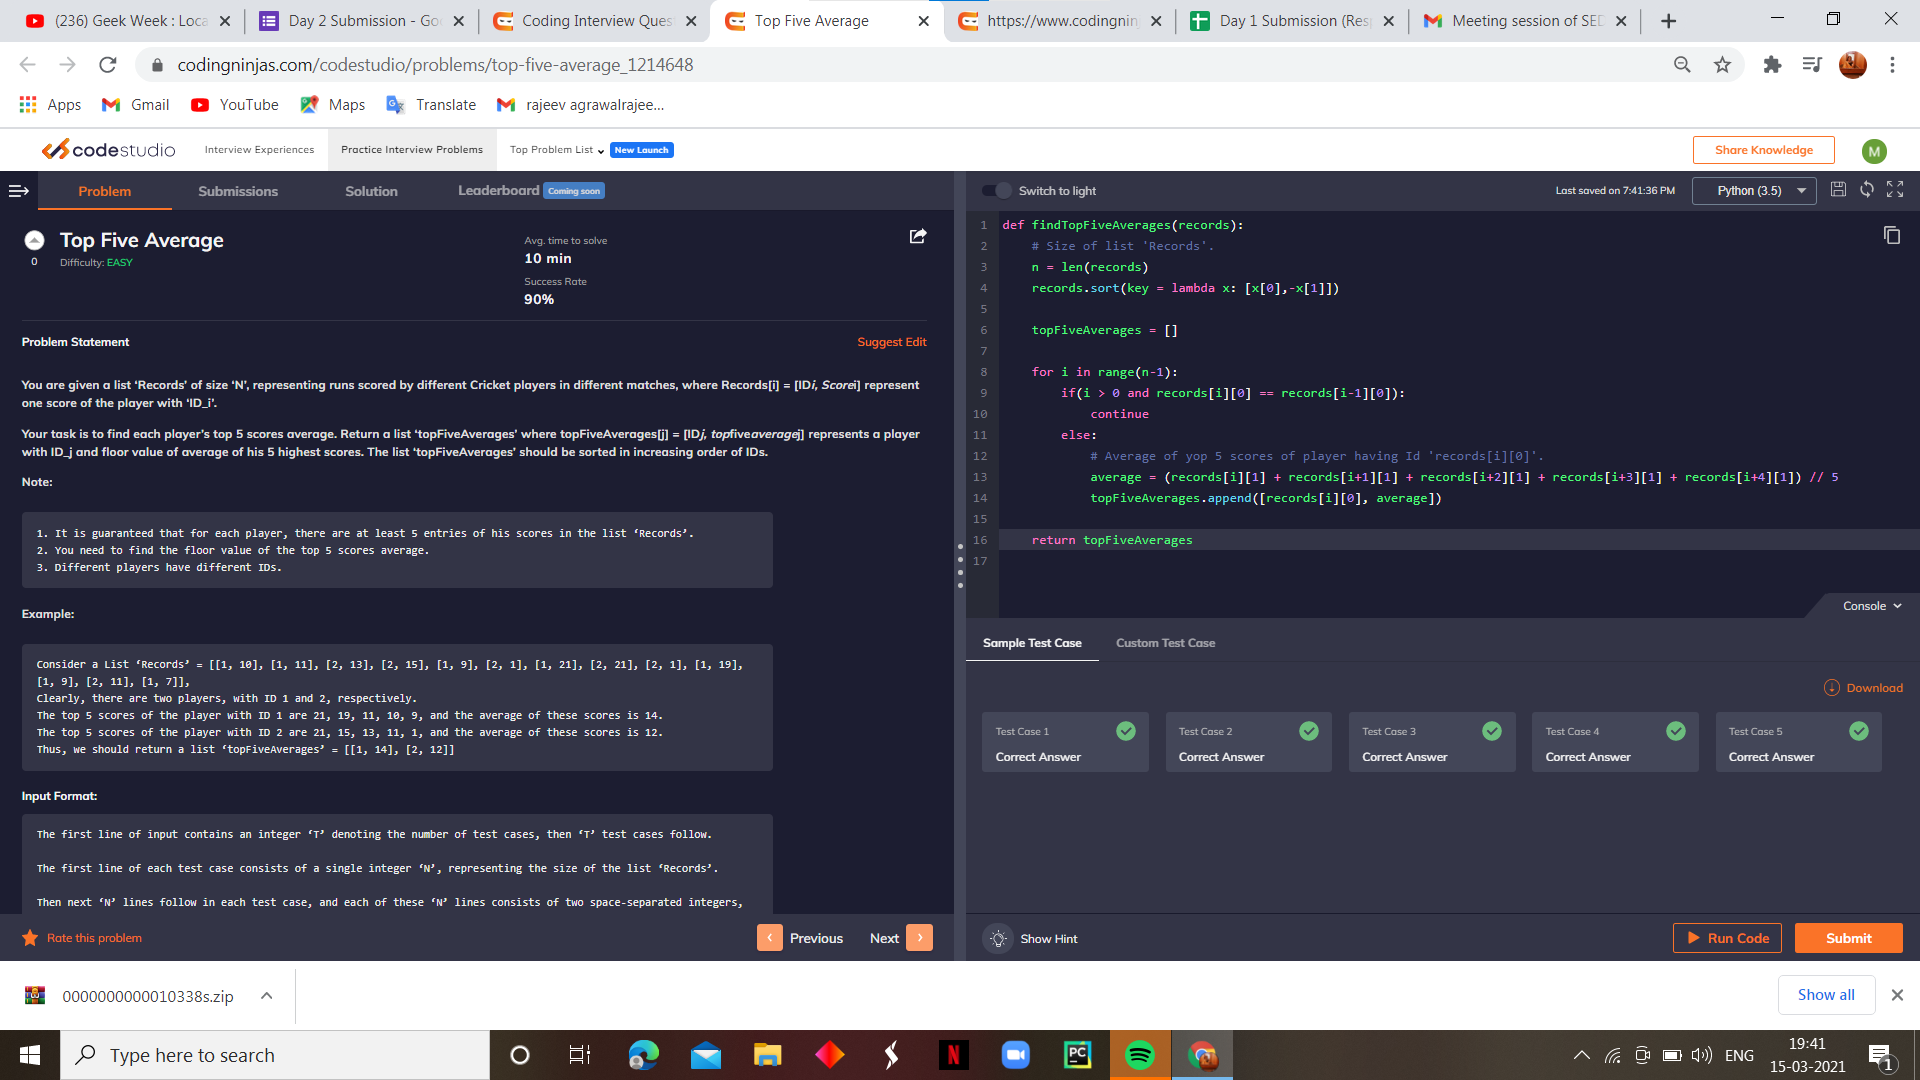 (236) Geek Week : Loca
Day 2 Submission - Goo
Coding Interview Ques
Top Five Average
https://www.codingnin
Day 1 Submission (Res
Meeting session of SED
codingninjas.com/codestudio/problems/top-five-average_1214648
Apps
Gmail
YouTube
Maps
Translate
rajeev agrawalrajee...
codestudio
Interview Experiences
Practice Interview Problems
Top Problem List
New Launch
Share Knowledge
M
Problem
Submissions
Solution
Leaderboard
Coming soon
Top Five Average
0
Difficulty: EASY
Avg. time to solve
10 min
Success Rate
90%
Problem Statement
Suggest Edit
You are given a list ‘Records’ of size ‘N’, representing runs scored by different Cricket players in different matches, where Records[i] = [IDi, Scorei] represent
one score of the player with ‘ID_i’.
Your task is to find each player’s top 5 scores average. Return a list ‘topFiveAverages’ where topFiveAverages[j] = [IDj, topfiveaveragej] represents a player
with ID_j and floor value of average of his 5 highest scores. The list ‘topFiveAverages’ should be sorted in increasing order of IDs.
Note:
1. It is guaranteed that for each player, there are at least 5 entries of his scores in the list ‘Records’.
2. You need to find the floor value of the top 5 scores average.
3. Different players have different IDs.
Example:
Consider a List ‘Records’ = [[1, 10], [1, 11], [2, 13], [2, 15], [1, 9], [2, 1], [1, 21], [2, 21], [2, 1], [1, 19],
[1, 9], [2, 11], [1, 7]],
Clearly, there are two players, with ID 1 and 2, respectively.
The top 5 scores of the player with ID 1 are 21, 19, 11, 10, 9, and the average of these scores is 14.
The top 5 scores of the player with ID 2 are 21, 15, 13, 11, 1, and the average of these scores is 12.
Thus, we should return a list ‘topFiveAverages’ = [[1, 14], [2, 12]]
Input Format:
The first line of input contains an integer ‘T’ denoting the number of test cases, then ‘T’ test cases follow.
The first line of each test case consists of a single integer ‘N’, representing the size of the list ‘Records’.
Then next ‘N’ lines follow in each test case, and each of these ‘N’ lines consists of two space-separated integers,
Rate this problem
Previous
Next
Switch to light
Last saved on 7:41:36 PM
Python (3.5)
1 def findTopFiveAverages(records):
2 # Size of list 'Records'.
3 n = len(records)
4 records.sort(key = lambda x: [x[0],-x[1]])
5
6 topFiveAverages = []
7
8 for i in range(n-1):
9 if(i > 0 and records[i][0] == records[i-1][0]):
10 continue
11 else:
12 # Average of yop 5 scores of player having Id 'records[i][0]'.
13 average = (records[i][1] + records[i+1][1] + records[i+2][1] + records[i+3][1] + records[i+4][1]) // 5
14 topFiveAverages.append([records[i][0], average])
15
16 return topFiveAverages
17
Console
Sample Test Case
Custom Test Case
Download
Test Case 1
Correct Answer
Test Case 2
Correct Answer
Test Case 3
Correct Answer
Test Case 4
Correct Answer
Test Case 5
Correct Answer
Show Hint
Run Code
Submit
0000000000010338s.zip
Show all
Type here to search
N
PC
ENG
19:41
15-03-2021
1